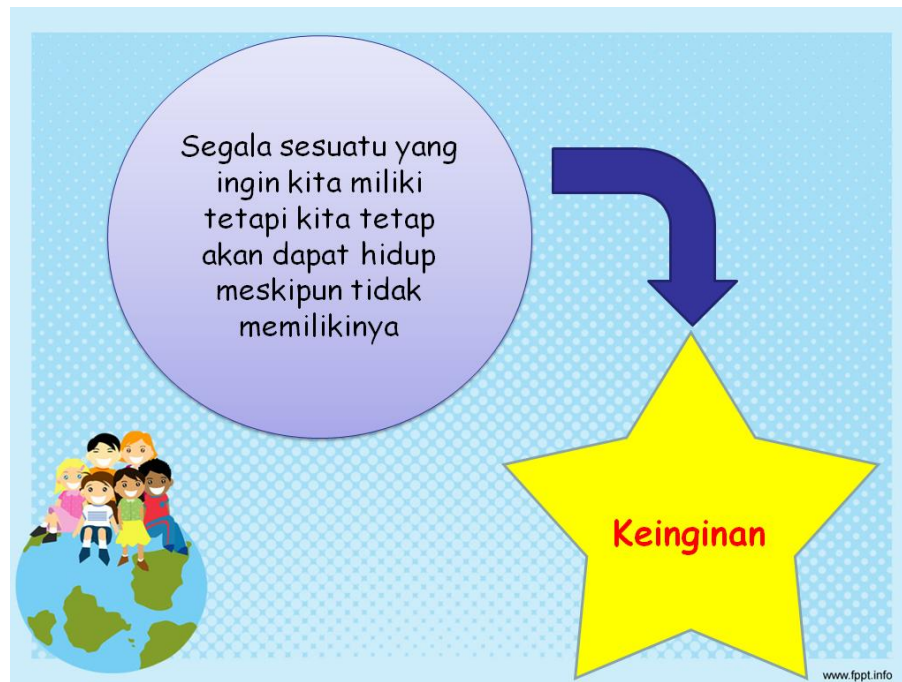 Segala sesuatu yang
ingin kita miliki
tetapi kita tetap
akan dapat hidup
meskipun tidak
memilikinya
Keinginan
www.fppt.info